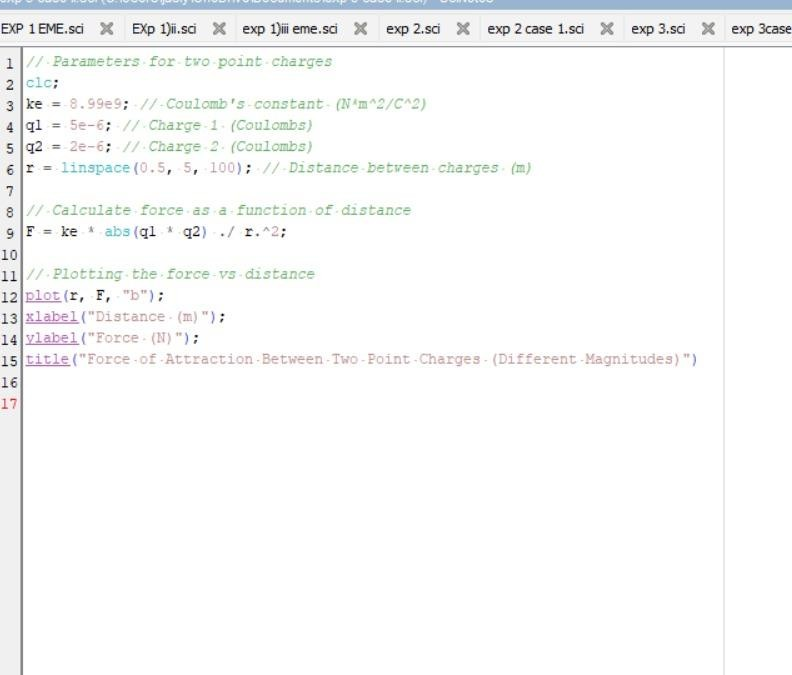 EXP 1 EME.sci EXp 1)ii.sci exp 1)iii eme.sci exp 2.sci exp 2 case 1.sci exp 3.sci exp 3case
1 // Parameters for two point charges
2 clc;
3 ke = 8.99e9; // Coulomb's constant (N*m^2/C^2)
4 q1 = 5e-6; // Charge 1 (Coulombs)
5 q2 = 2e-6; // Charge 2 (Coulombs)
6 r = linspace(0.5, 5, 100); // Distance between charges (m)
7
8 // Calculate force as a function of distance
9 F = ke * abs(q1 * q2) ./ r.^2;
10
11 // Plotting the force vs distance
12 plot(r, F, "b");
13 xlabel("Distance (m)");
14 ylabel("Force (N)");
15 title("Force of Attraction Between Two Point Charges (Different Magnitudes)")
16
17